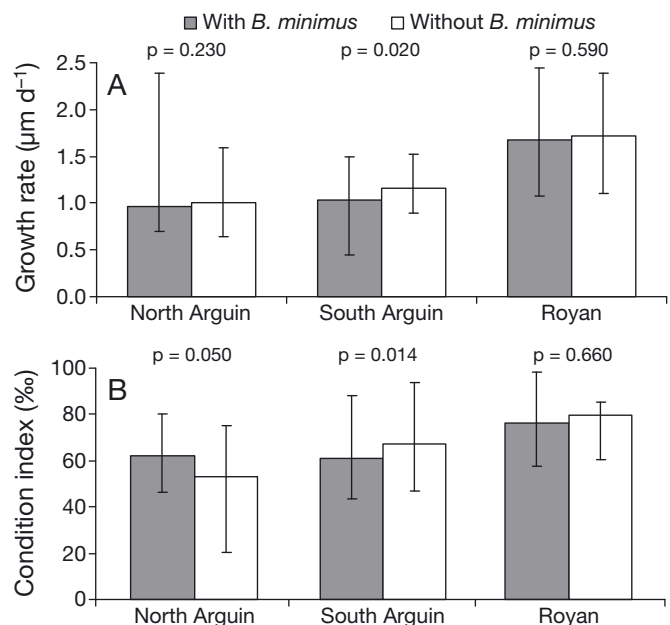 With B. minimus Without B. minimus
p = 0.230 p = 0.020 p = 0.590
A
Growth rate (µm d⁻¹)
2.5
2.0
1.5
1.0
0.5
0.0
North Arguin South Arguin Royan
p = 0.050 p = 0.014 p = 0.660
B
Condition index (‰)
100
80
60
40
20
0
North Arguin South Arguin Royan